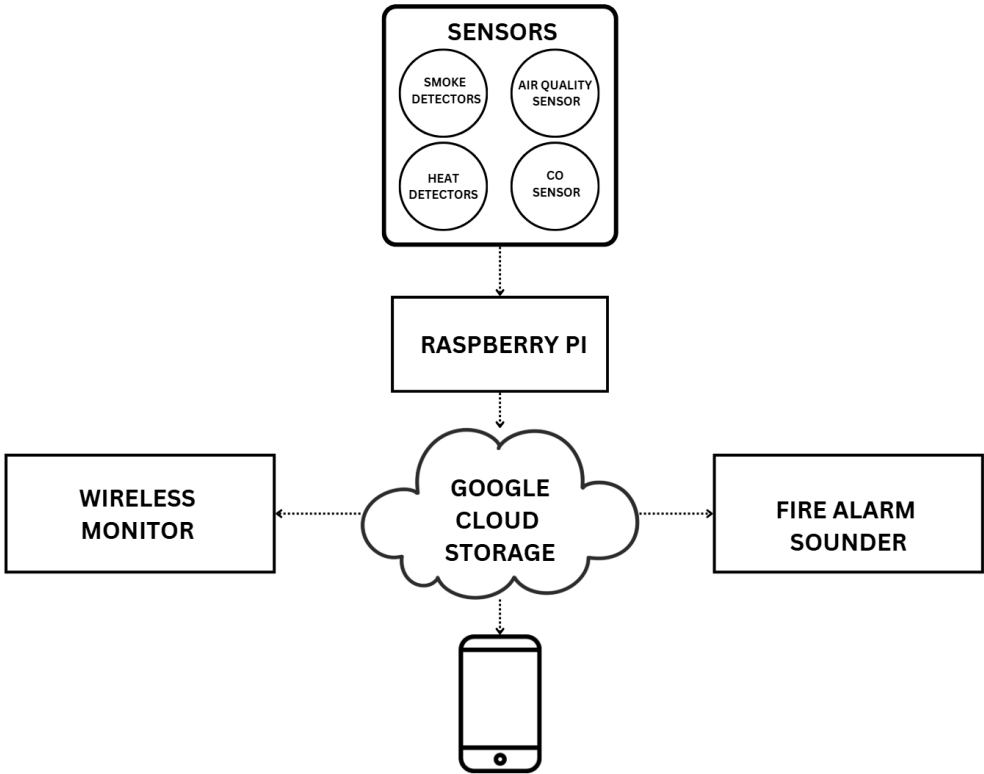 SENSORS
SMOKE
DETECTORS
AIR QUALITY
SENSOR
HEAT
DETECTORS
CO
SENSOR
RASPBERRY PI
WIRELESS
MONITOR
GOOGLE
CLOUD
STORAGE
FIRE ALARM
SOUNDER